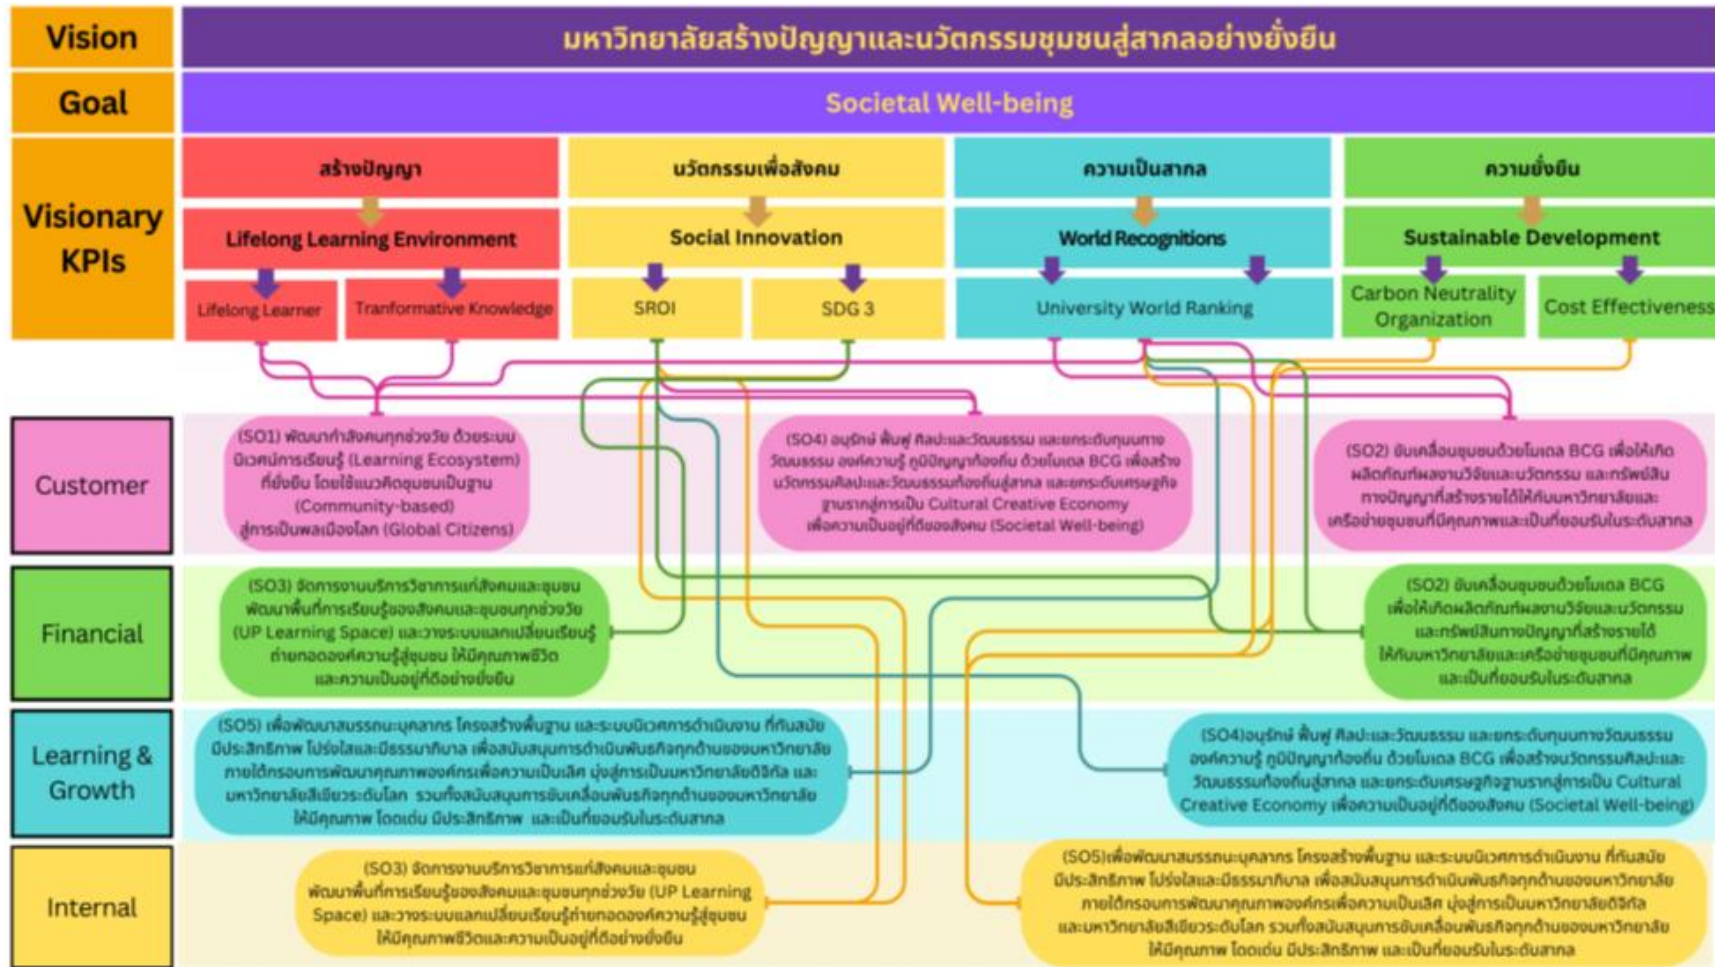 Vision
มหาวิทยาลัยสร้างปัญญาและนวัตกรรมชุมชนสู่สากลอย่างยั่งยืน
Goal
Societal Well-being
Visionary
KPIs
สร้างปัญญา
นวัตกรรมเพื่อสังคม
ความเป็นสากล
ความยั่งยืน
Lifelong Learning Environment
Social Innovation
World Recognitions
Sustainable Development
Lifelong Learner
Tranformative Knowledge
SROI
SDG 3
University World Ranking
Carbon Neutrality
Organization
Cost Effectiveness
Customer
(SO1) พัฒนากำลังคนทุกช่วงวัย ด้วยระบบ
นิเวศน์การเรียนรู้ (Learning Ecosystem)
ที่ยั่งยืน โดยใช้แนวคิดชุมชนเป็นฐาน
(Community-based)
สู่การเป็นพลเมืองโลก (Global Citizens)
(SO4) อนุรักษ์ ฟื้นฟู ศิลปะและวัฒนธรรม และยกระดับทุนทาง
วัฒนธรรม องค์ความรู้ ภูมิปัญญาท้องถิ่น ด้วยโมเดล BCG เพื่อสร้าง
นวัตกรรมศิลปะและวัฒนธรรมท้องถิ่นสู่สากล และยกระดับเศรษฐกิจ
ฐานรากสู่การเป็น Cultural Creative Economy
เพื่อความเป็นอยู่ที่ดีของสังคม (Societal Well-being)
(SO2) ขับเคลื่อนชุมชนด้วยโมเดล BCG เพื่อให้เกิด
ผลิตภัณฑ์ผลงานวิจัยและนวัตกรรม และทรัพย์สิน
ทางปัญญาที่สร้างรายได้ให้กับมหาวิทยาลัยและ
เครือข่ายชุมชนที่มีคุณภาพและเป็นที่ยอมรับในระดับสากล
Financial
(SO3) จัดการงานบริการวิชาการแก่สังคมและชุมชน
พัฒนาพื้นที่การเรียนรู้ของสังคมและชุมชนทุกช่วงวัย
(UP Learning Space) และวางระบบแลกเปลี่ยนเรียนรู้
ถ่ายทอดองค์ความรู้สู่ชุมชน ให้มีคุณภาพชีวิต
และความเป็นอยู่ที่ดีอย่างยั่งยืน
(SO2) ขับเคลื่อนชุมชนด้วยโมเดล BCG
เพื่อให้เกิดผลิตภัณฑ์ผลงานวิจัยและนวัตกรรม
และทรัพย์สินทางปัญญาที่สร้างรายได้
ให้กับมหาวิทยาลัยและเครือข่ายชุมชนที่มีคุณภาพ
และเป็นที่ยอมรับในระดับสากล
Learning &
Growth
(SO5) เพื่อพัฒนาสมรรถนะบุคลากร โครงสร้างพื้นฐาน และระบบนิเวศการดำเนินงาน ที่ทันสมัย
มีประสิทธิภาพ โปร่งใสและมีธรรมาภิบาล เพื่อสนับสนุนการดำเนินพันธกิจทุกด้านของมหาวิทยาลัย
ภายใต้กรอบการพัฒนาคุณภาพองค์กรเพื่อความเป็นเลิศ มุ่งสู่การเป็นมหาวิทยาลัยดิจิทัล และ
มหาวิทยาลัยสีเขียวระดับโลก รวมทั้งสนับสนุนการขับเคลื่อนพันธกิจทุกด้านของมหาวิทยาลัย
ให้มีคุณภาพ โดดเด่น มีประสิทธิภาพ และเป็นที่ยอมรับในระดับสากล
(SO4)อนุรักษ์ ฟื้นฟู ศิลปะและวัฒนธรรม และยกระดับทุนทางวัฒนธรรม
องค์ความรู้ ภูมิปัญญาท้องถิ่น ด้วยโมเดล BCG เพื่อสร้างนวัตกรรมศิลปะและ
วัฒนธรรมท้องถิ่นสู่สากล และยกระดับเศรษฐกิจฐานรากสู่การเป็น Cultural
Creative Economy เพื่อความเป็นอยู่ที่ดีของสังคม (Societal Well-being)
Internal
(SO3) จัดการงานบริการวิชาการแก่สังคมและชุมชน
พัฒนาพื้นที่การเรียนรู้ของสังคมและชุมชนทุกช่วงวัย (UP Learning
Space) และวางระบบแลกเปลี่ยนเรียนรู้ถ่ายทอดองค์ความรู้สู่ชุมชน
ให้มีคุณภาพชีวิตและความเป็นอยู่ที่ดีอย่างยั่งยืน
(SO5)เพื่อพัฒนาสมรรถนะบุคลากร โครงสร้างพื้นฐาน และระบบนิเวศการดำเนินงาน ที่ทันสมัย
มีประสิทธิภาพ โปร่งใสและมีธรรมาภิบาล เพื่อสนับสนุนการดำเนินพันธกิจทุกด้านของมหาวิทยาลัย
ภายใต้กรอบการพัฒนาคุณภาพองค์กรเพื่อความเป็นเลิศ มุ่งสู่การเป็นมหาวิทยาลัยดิจิทัล
และมหาวิทยาลัยสีเขียวระดับโลก รวมทั้งสนับสนุนการขับเคลื่อนพันธกิจทุกด้านของมหาวิทยาลัย
ให้มีคุณภาพ โดดเด่น มีประสิทธิภาพ และเป็นที่ยอมรับในระดับสากล